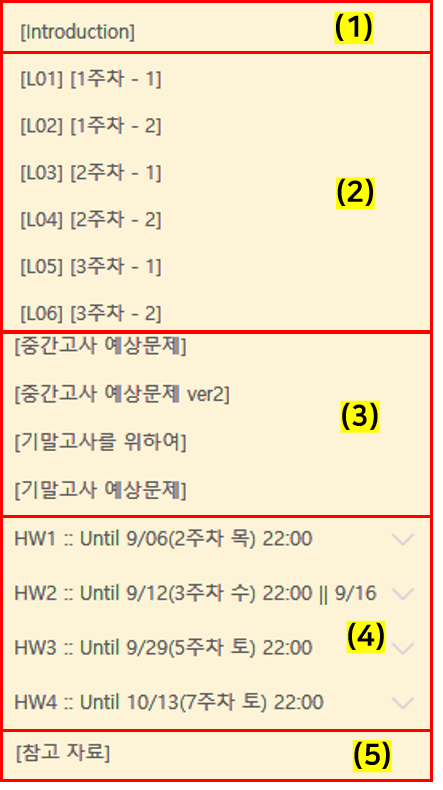 [Introduction] (1)
[L01] [1주차 - 1]
[L02] [1주차 - 2]
[L03] [2주차 - 1]
(2)
[L04] [2주차 - 2]
[L05] [3주차 - 1]
[L06] [3주차 - 2]
[중간고사 예상문제]
[중간고사 예상문제 ver2]
(3)
[기말고사를 위하여]
[기말고사 예상문제]
HW1 :: Until 9/06(2주차 목) 22:00
HW2 :: Until 9/12(3주차 수) 22:00 || 9/16
HW3 :: Until 9/29(5주차 토) 22:00 (4)
HW4 :: Until 10/13(7주차 토) 22:00
[참고 자료] (5)